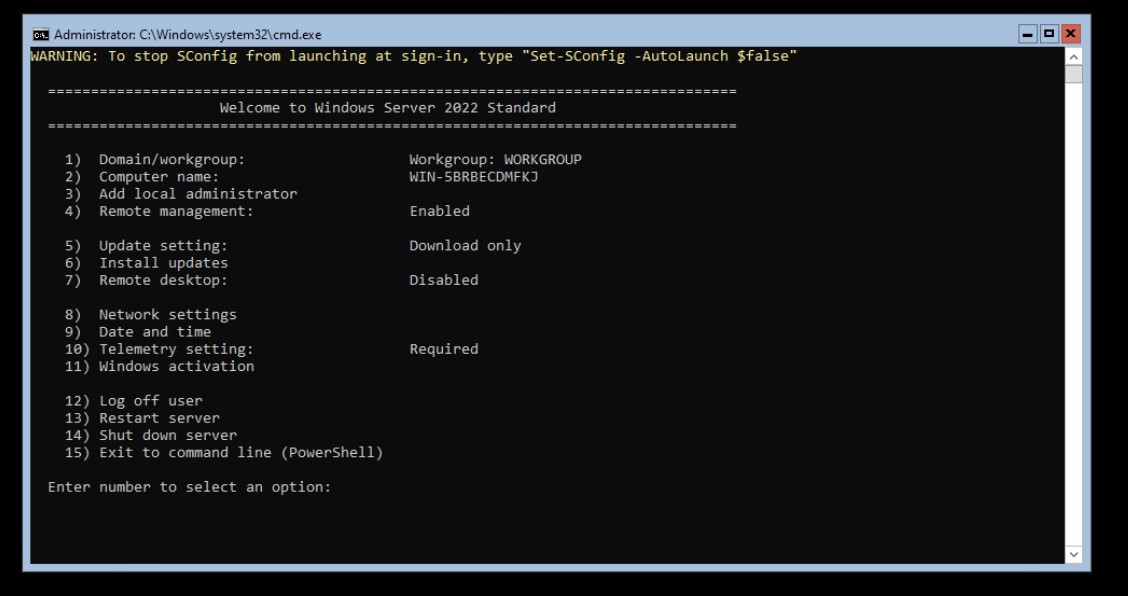 Administrator: C:\Windows\system32\cmd.exe
WARNING: To stop SConfig from launching at sign-in, type "Set-SConfig -AutoLaunch $false"
================================================================================
Welcome to Windows Server 2022 Standard
================================================================================
1) Domain/workgroup: Workgroup: WORKGROUP
2) Computer name: WIN-5BRBECDMFKJ
3) Add local administrator
4) Remote management: Enabled
5) Update setting: Download only
6) Install updates
7) Remote desktop: Disabled
8) Network settings
9) Date and time
10) Telemetry setting: Required
11) Windows activation
12) Log off user
13) Restart server
14) Shut down server
15) Exit to command line (PowerShell)
Enter number to select an option: